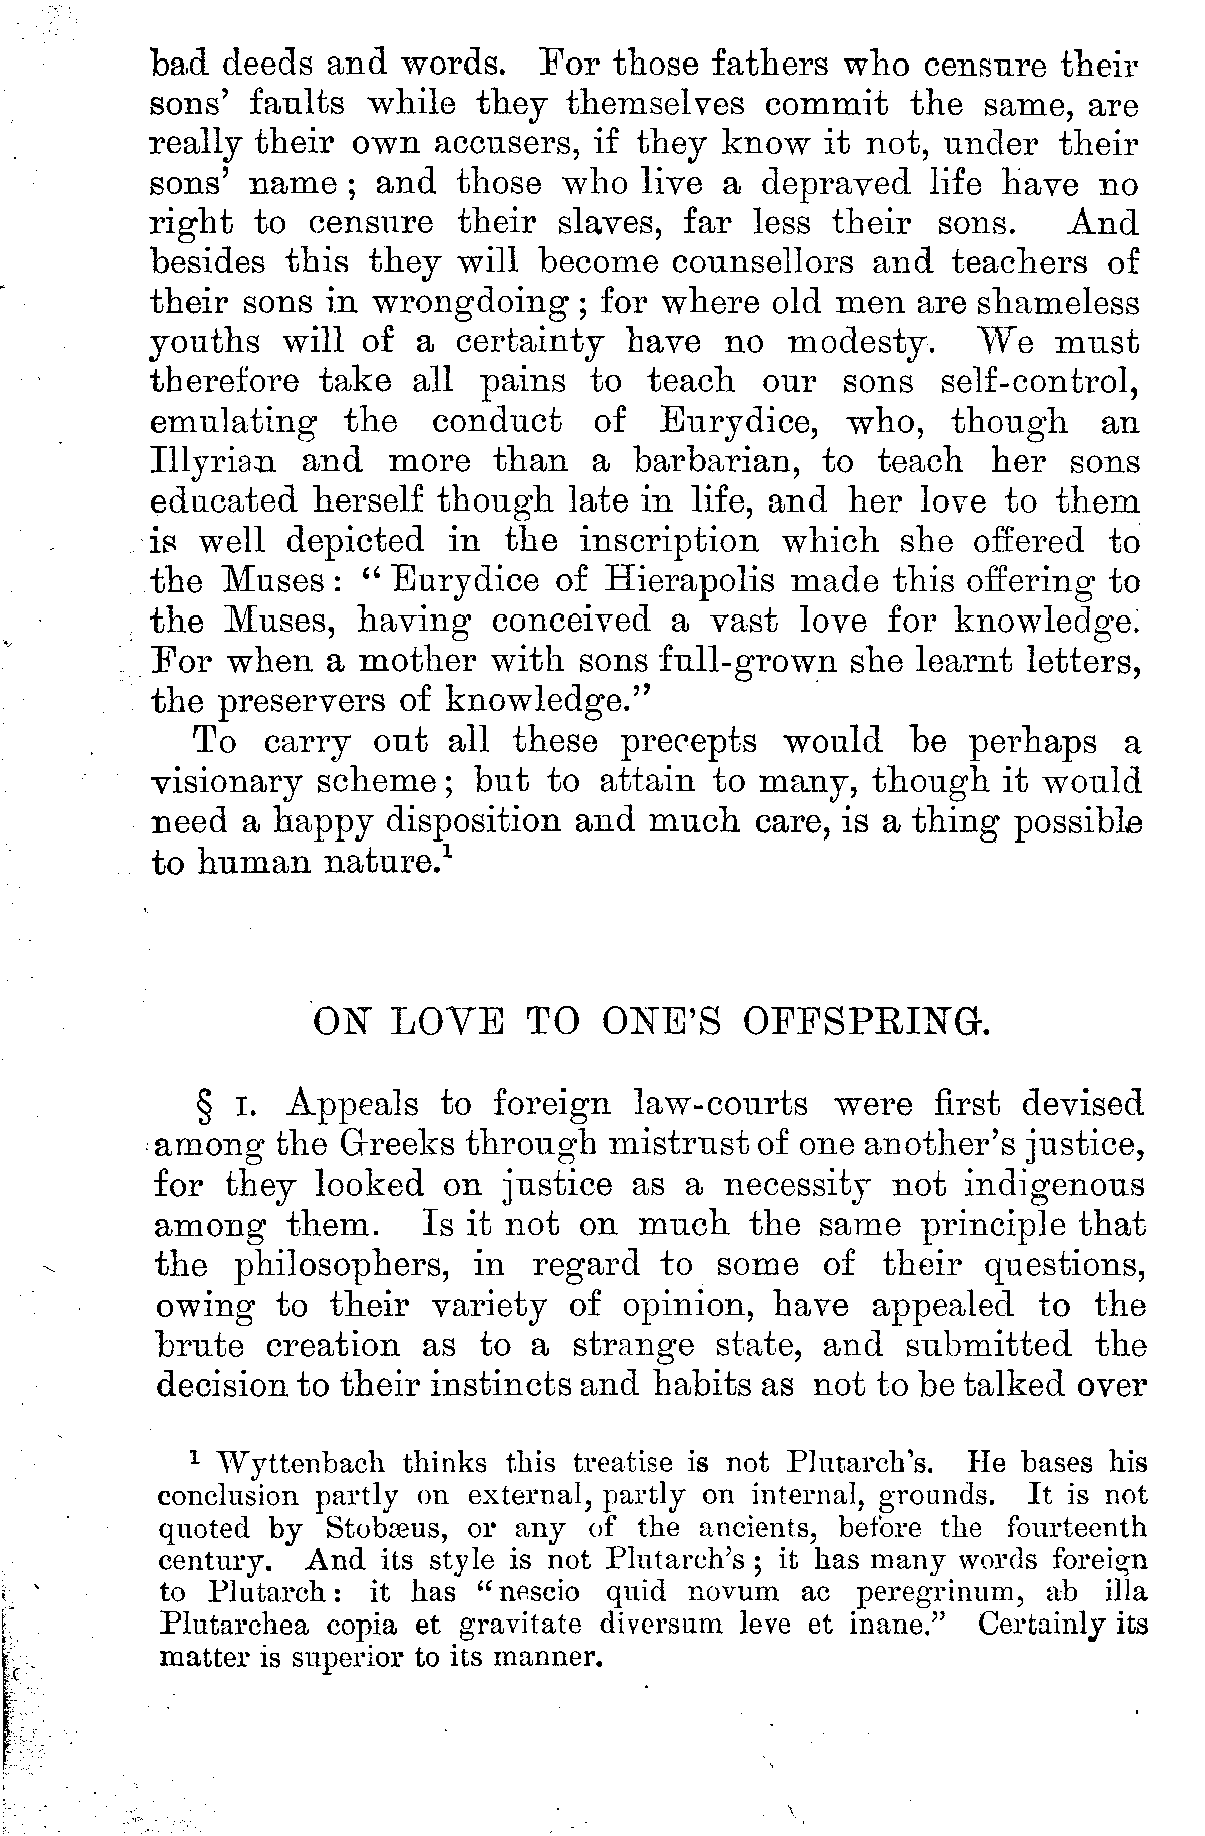 bad deeds and words. For those fathers who censure their
sons' faults while they themselves commit the same, are
really their own accusers, if they know it not, under their
sons' name; and those who live a depraved life have no
right to censure their slaves, far less their sons. And
besides this they will become counsellors and teachers of
their sons in wrongdoing; for where old men are shameless
youths will of a certainty have no modesty. We must
therefore take all pains to teach our sons self-control,
emulating the conduct of Eurydice, who, though an
Illyrian and more than a barbarian, to teach her sons
educated herself though late in life, and her love to them
is well depicted in the inscription which she offered to
the Muses: "Eurydice of Hierapolis made this offering to
the Muses, having conceived a vast love for knowledge.
For when a mother with sons full-grown she learnt letters,
the preservers of knowledge."
To carry out all these precepts would be perhaps a
visionary scheme; but to attain to many, though it would
need a happy disposition and much care, is a thing possible
to human nature.¹
ON LOVE TO ONE'S OFFSPRING.
§ I. Appeals to foreign law-courts were first devised
among the Greeks through mistrust of one another's justice,
for they looked on justice as a necessity not indigenous
among them. Is it not on much the same principle that
the philosophers, in regard to some of their questions,
owing to their variety of opinion, have appealed to the
brute creation as to a strange state, and submitted the
decision to their instincts and habits as not to be talked over
¹ Wyttenbach thinks this treatise is not Plutarch's. He bases his
conclusion partly on external, partly on internal, grounds. It is not
quoted by Stobæus, or any of the ancients, before the fourteenth
century. And its style is not Plutarch's; it has many words foreign
to Plutarch: it has "nescio quid novum ac peregrinum, ab illa
Plutarchea copia et gravitate diversum leve et inane." Certainly its
matter is superior to its manner.